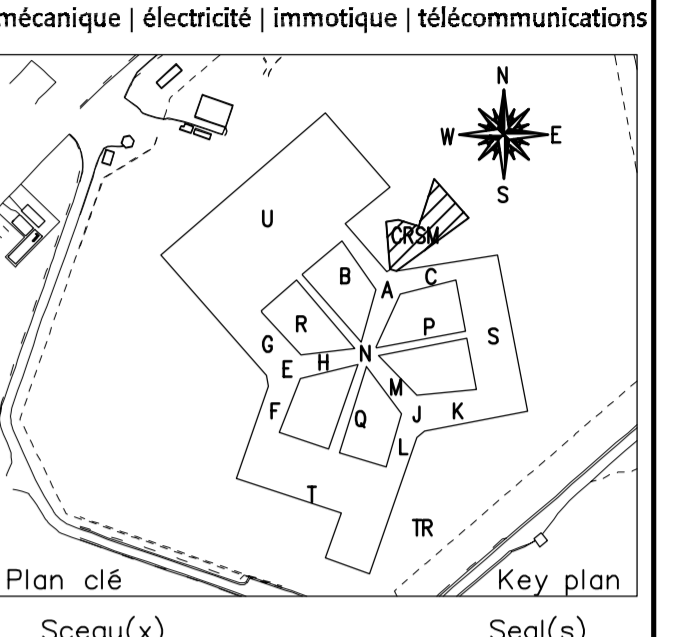 mécanique | électricité | immotique | télécommunications
N
W E
S
U
CRSM
B
A
C
R
P
S
G
N
H
E
M
F
Q
J
K
L
T
TR
Plan clé Key plan
Sceau(x) Seal(s)